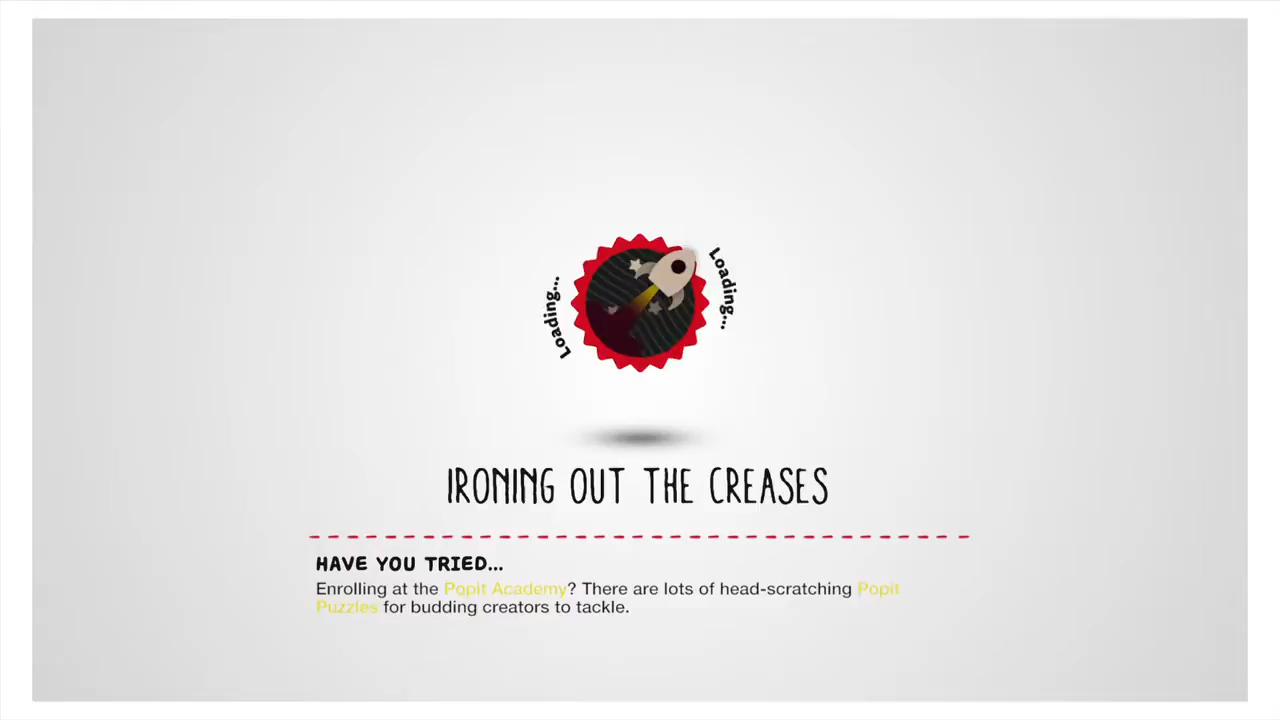 Loading...
Loading...
IRONING OUT THE CREASES
HAVE YOU TRIED...
Enrolling at the Popit Academy? There are lots of head-scratching Popit
Puzzles for budding creators to tackle.